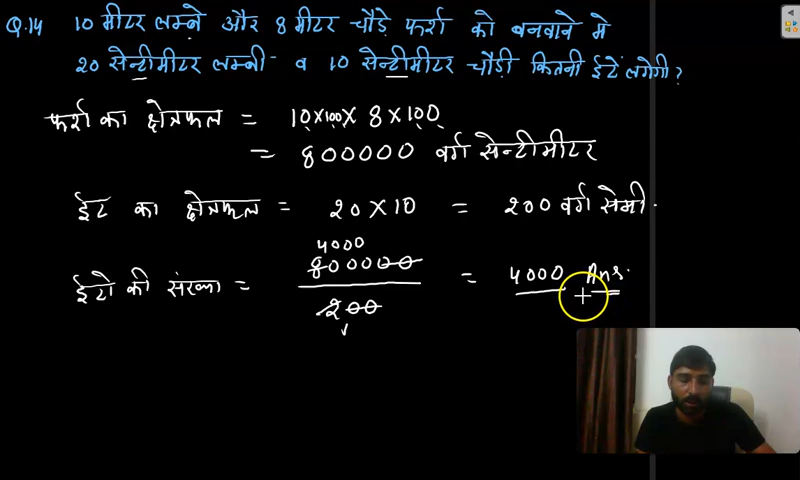 Q.14 10 मीटर लम्बे और 8 मीटर चौड़े फर्श को बनवाने मे
20 सेन्टीमीटर लम्बी व 10 सेन्टीमीटर चौड़ी कितनी ईटें लगेगी?
फर्श का क्षेत्रफल = 10×100× 8×100
= 800000 वर्ग सेन्टीमीटर
ईट का क्षेत्रफल = 20×10 = 200 वर्ग सेमी.
4000
ईटो की संख्या = 800000 = 4000 Ans.
200
1